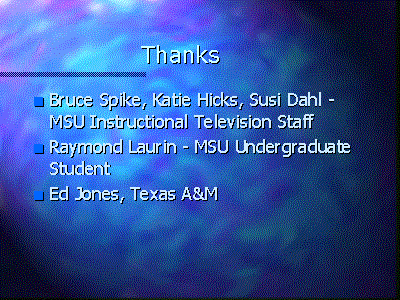 Thanks
Bruce Spike, Katie Hicks, Susi Dahl -
MSU Instructional Television Staff
Raymond Laurin - MSU Undergraduate
Student
Ed Jones, Texas A&M